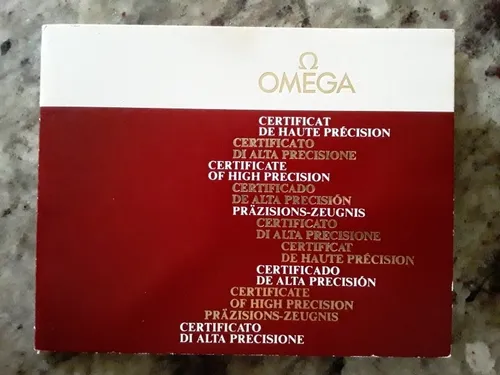 Ω
OMEGA
CERTIFICAT
DE HAUTE PRÉCISION
CERTIFICATO
DI ALTA PRECISIONE
CERTIFICATE
OF HIGH PRECISION
CERTIFICADO
DE ALTA PRECISIÓN
PRÄZISIONS-ZEUGNIS
CERTIFICATO
DI ALTA PRECISIONE
CERTIFICAT
DE HAUTE PRÉCISION
CERTIFICADO
DE ALTA PRECISIÓN
CERTIFICATE
OF HIGH PRECISION
PRÄZISIONS-ZEUGNIS
CERTIFICATO
DI ALTA PRECISIONE